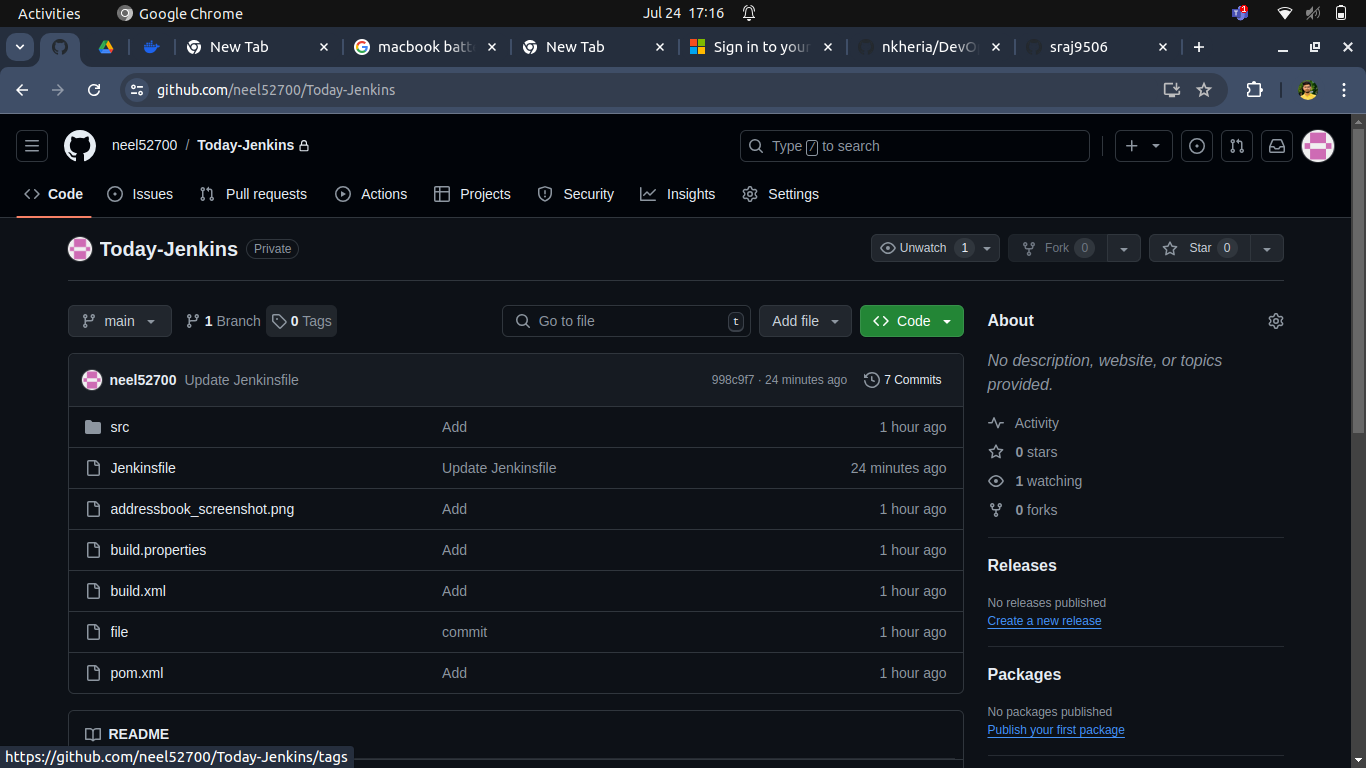 Activities Google Chrome Jul 24 17:16 1
New Tab macbook batt New Tab Sign in to your nkheria/DevO sraj9506
github.com/neel52700/Today-Jenkins
neel52700 / Today-Jenkins Type / to search
Code Issues Pull requests Actions Projects Security Insights Settings
Today-Jenkins Private Unwatch 1 Fork 0 Star 0
main 1 Branch 0 Tags Go to file t Add file Code
neel52700 Update Jenkinsfile 998c9f7 · 24 minutes ago 7 Commits
src Add 1 hour ago
Jenkinsfile Update Jenkinsfile 24 minutes ago
addressbook_screenshot.png Add 1 hour ago
build.properties Add 1 hour ago
build.xml Add 1 hour ago
file commit 1 hour ago
pom.xml Add 1 hour ago
README
About
No description, website, or topics
provided.
Activity
0 stars
1 watching
0 forks
Releases
No releases published
Create a new release
Packages
No packages published
Publish your first package
https://github.com/neel52700/Today-Jenkins/tags